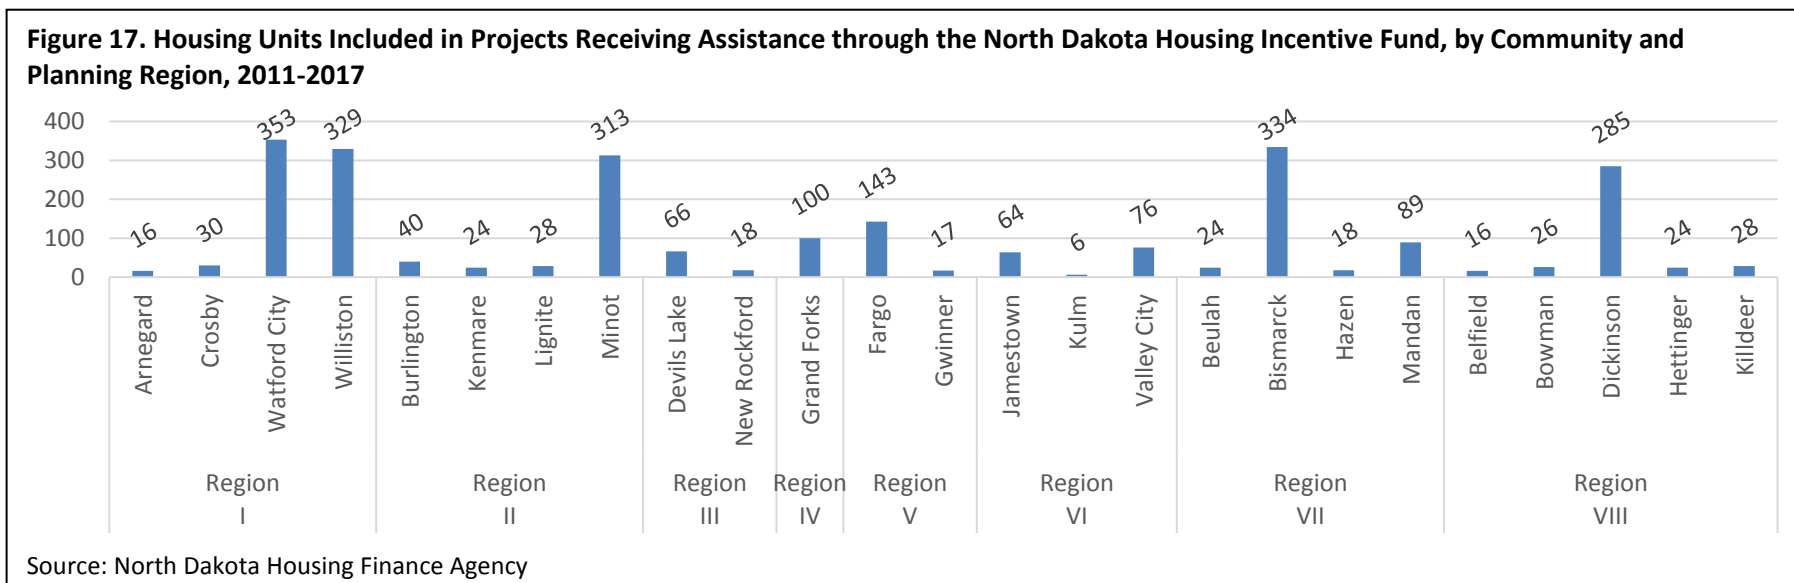 Figure 17. Housing Units Included in Projects Receiving Assistance through the North Dakota Housing Incentive Fund, by Community and
Planning Region, 2011-2017
400
300
200
100
0
16
30
353
329
40
24
28
313
66
18
100
143
17
64
6
76
24
334
18
89
16
26
285
24
28
Arnegard
Crosby
Watford City
Williston
Burlington
Kenmare
Lignite
Minot
Devils Lake
New Rockford
Grand Forks
Fargo
Gwinner
Jamestown
Kulm
Valley City
Beulah
Bismarck
Hazen
Mandan
Belfield
Bowman
Dickinson
Hettinger
Killdeer
Region
I
Region
II
Region
III
Region
IV
Region
V
Region
VI
Region
VII
Region
VIII
Source: North Dakota Housing Finance Agency